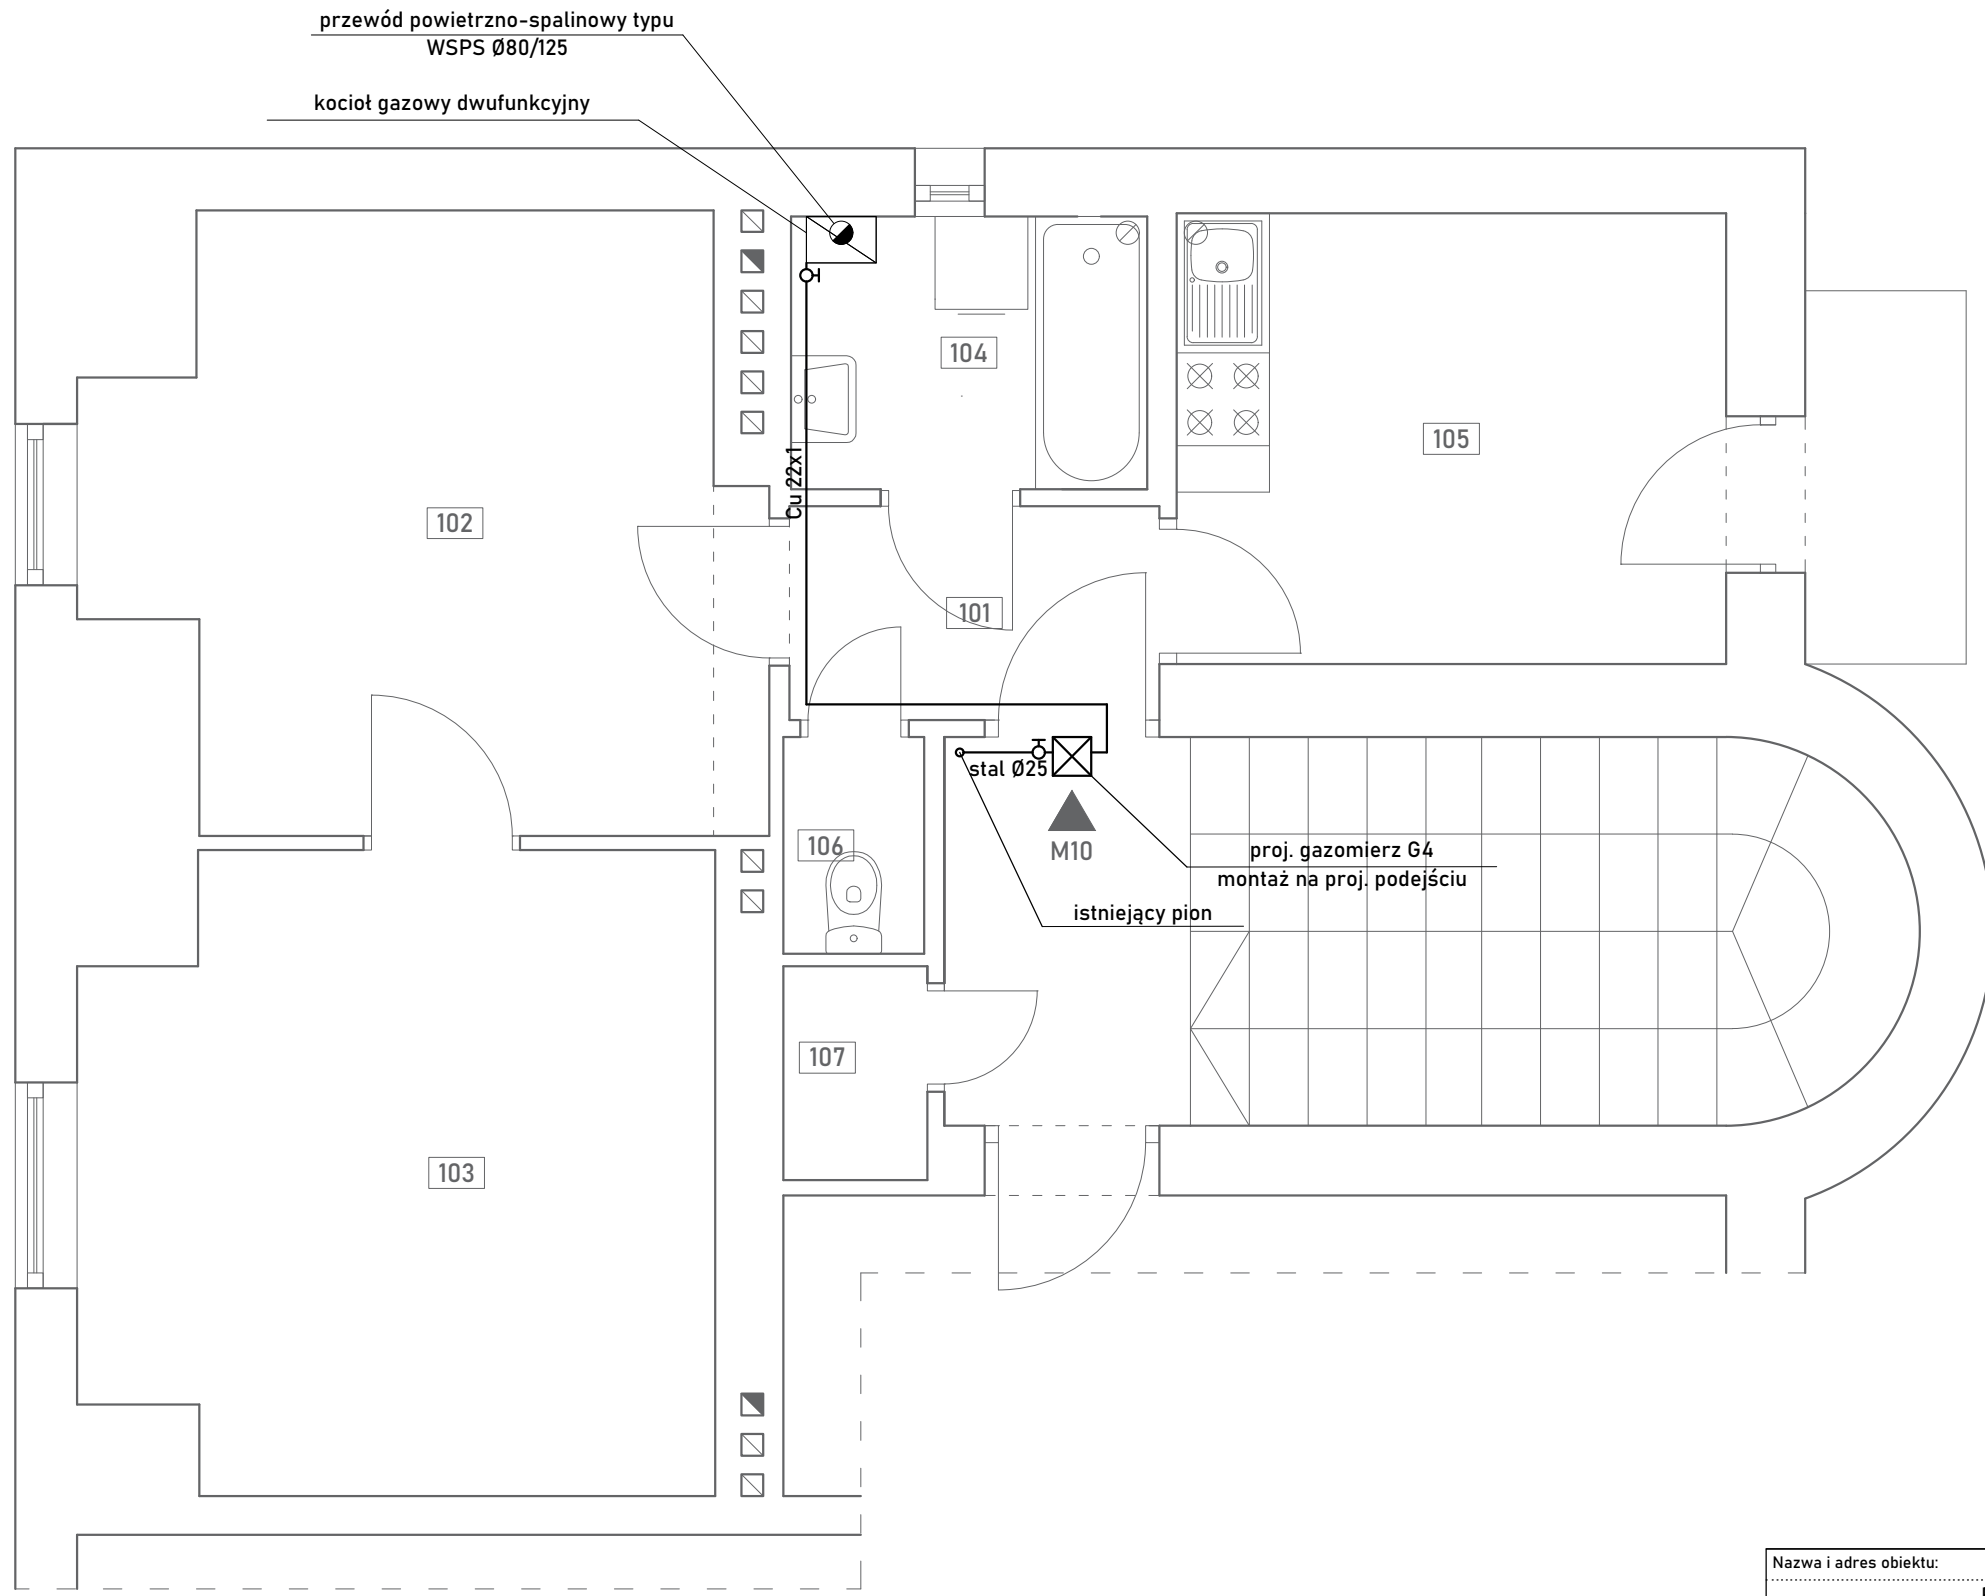 przewód powietrzno-spalinowy typu
WSPS Ø80/125
kocioł gazowy dwufunkcyjny
104
105
Cu 22x1
102
101
stal Ø25
106
M10
proj. gazomierz G4
montaż na proj. podejściu
istniejący pion
107
103
Nazwa i adres obiektu: